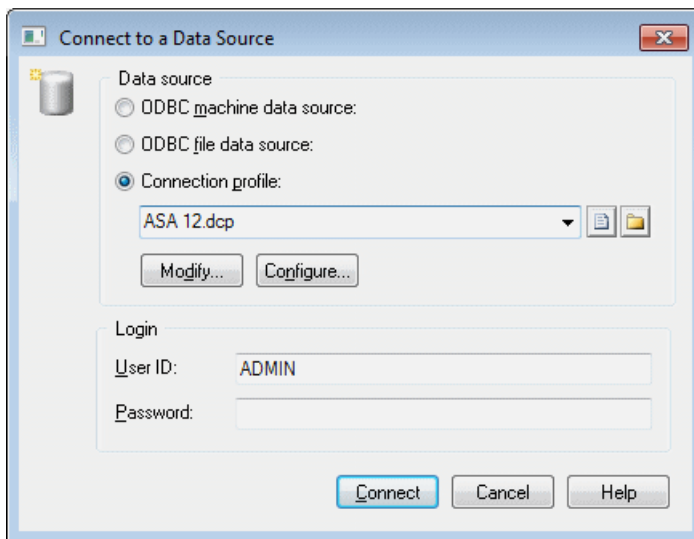 Connect to a Data Source
Data source
ODBC machine data source:
ODBC file data source:
Connection profile:
ASA 12.dcp
Modify... Configure...
Login
User ID: ADMIN
Password:
Connect Cancel Help